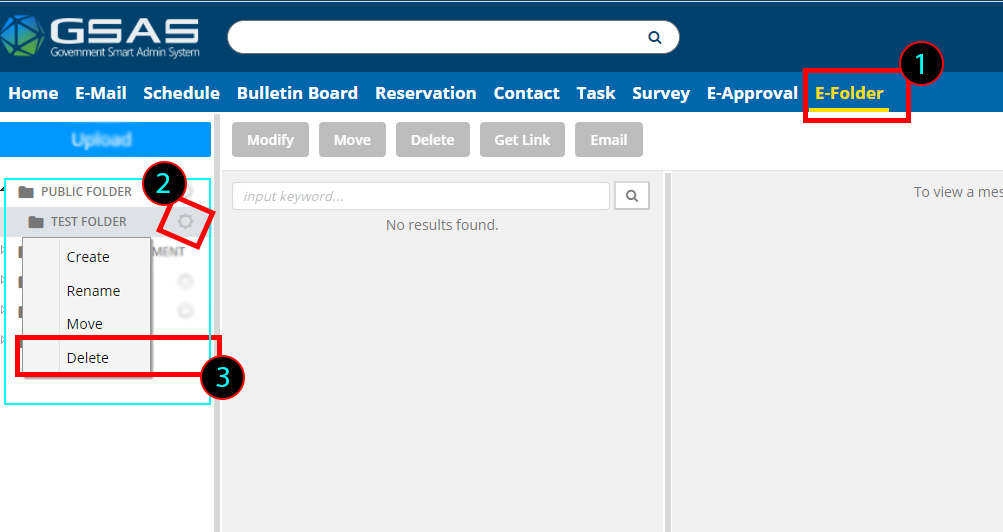 GSAS
Government Smart Admin System
1
Home E-Mail Schedule Bulletin Board Reservation Contact Task Survey E-Approval E-Folder
Upload
Modify Move Delete Get Link Email
2
PUBLIC FOLDER
input keyword...
To view a mes
TEST FOLDER
No results found.
MENT
Create
Rename
Move
Delete
3